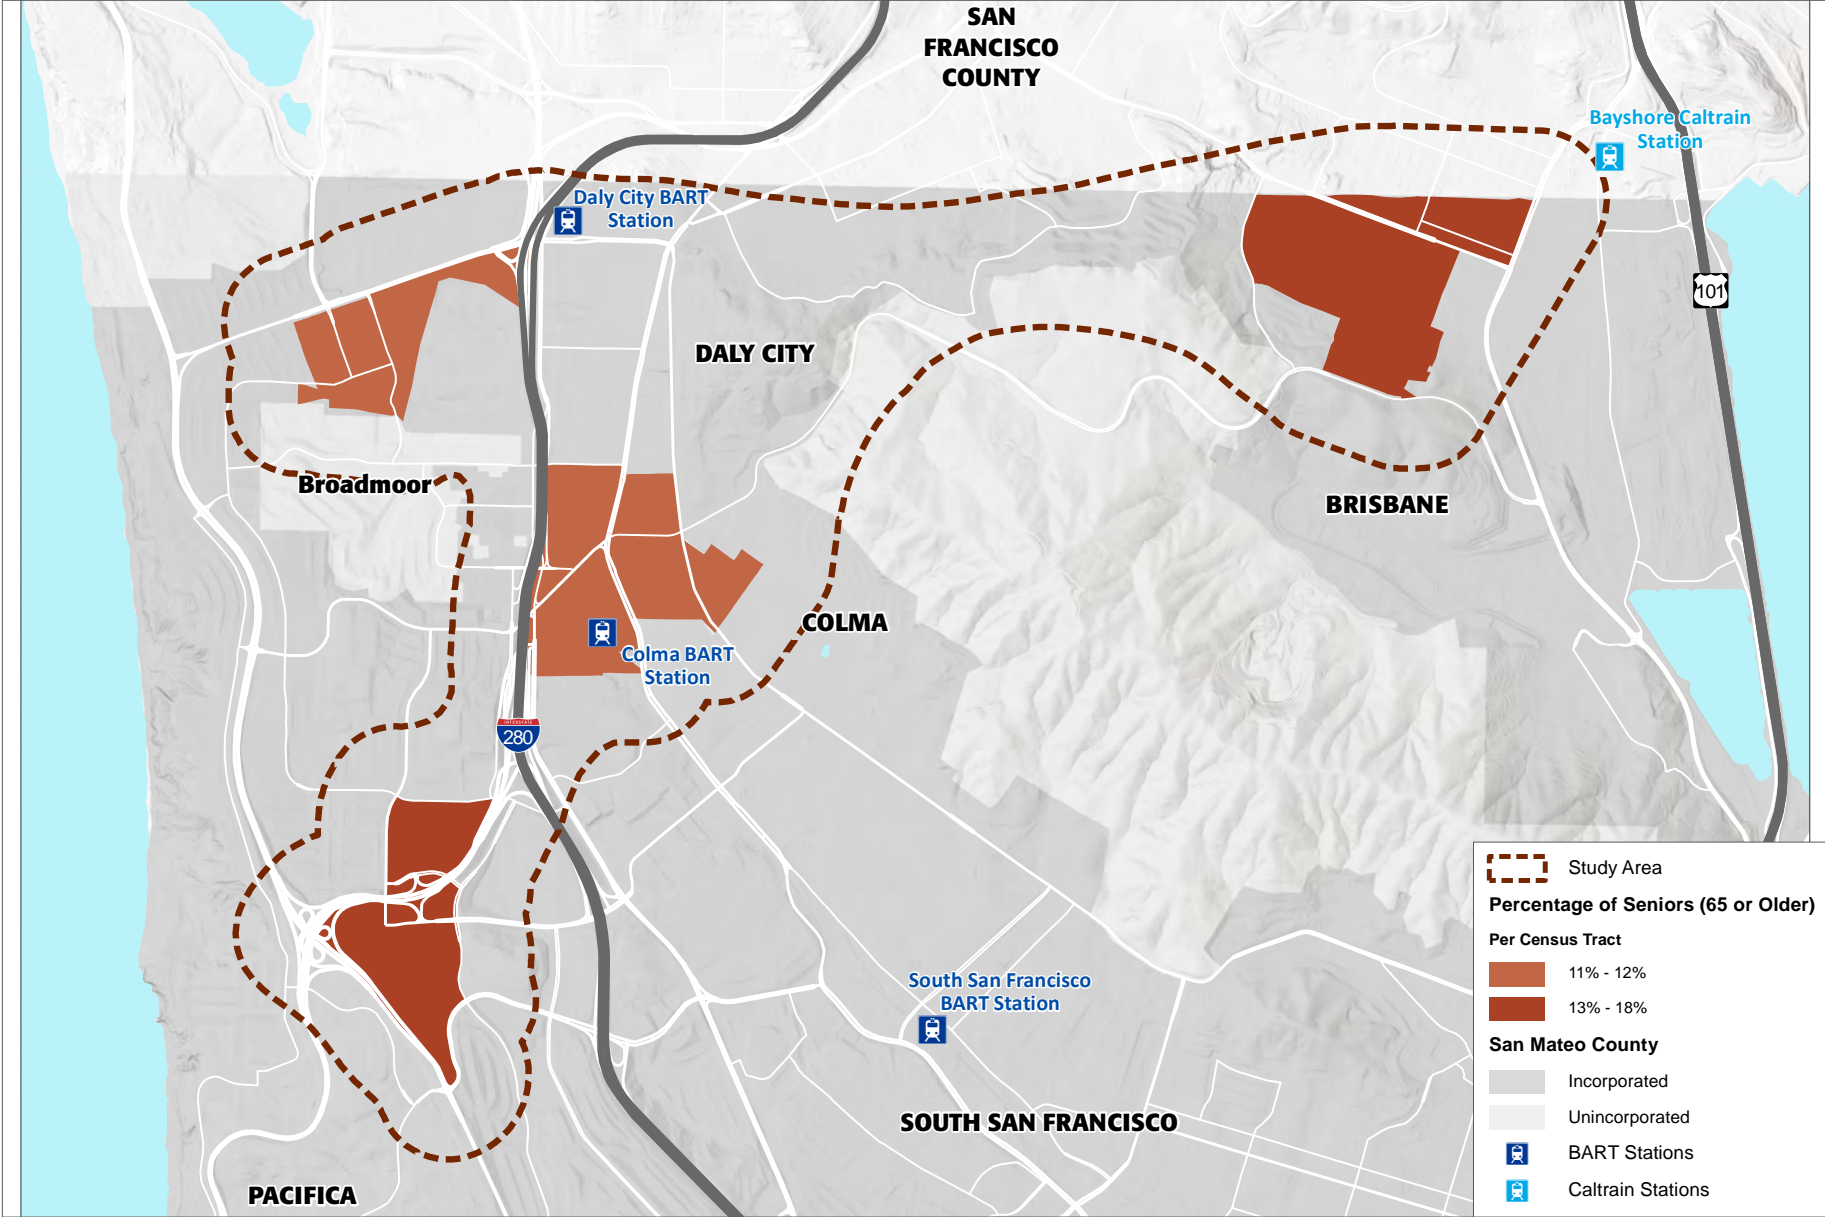 SAN
FRANCISCO
COUNTY
Bayshore Caltrain
Station
Daly City BART
Station
101
DALY CITY
Broadmoor
BRISBANE
COLMA
Colma BART
Station
INTERSTATE
280
South San Francisco
BART Station
SOUTH SAN FRANCISCO
PACIFICA
Study Area
Percentage of Seniors (65 or Older)
Per Census Tract
11% - 12%
13% - 18%
San Mateo County
Incorporated
Unincorporated
BART Stations
Caltrain Stations